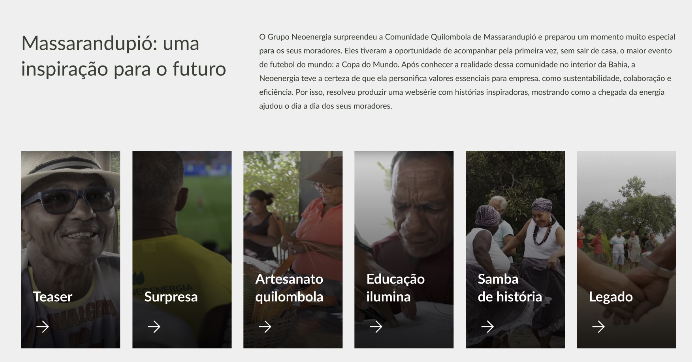 Massarandupió: uma
inspiração para o futuro
O Grupo Neoenergia surpreendeu a Comunidade Quilombola de Massarandupió e preparou um momento muito especial
para os seus moradores. Eles tiveram a oportunidade de acompanhar pela primeira vez, sem sair de casa, o maior evento
de futebol do mundo: a Copa do Mundo. Após conhecer a realidade dessa comunidade no interior da Bahia, a
Neoenergia teve a certeza de que ela personifica valores essenciais para empresa, como sustentabilidade, colaboração e
eficiência. Por isso, resolveu produzir uma websérie com histórias inspiradoras, mostrando como a chegada da energia
ajudou o dia a dia dos seus moradores.
Teaser
Surpresa
Artesanato
quilombola
Educação
ilumina
Samba
de história
Legado